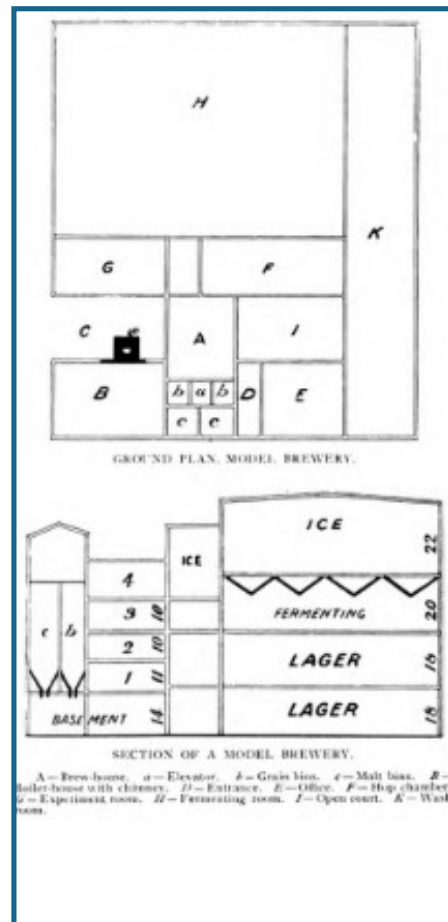 H
K
G
F
C
A
I
b a b
B
D
E
c c
GROUND PLAN. MODEL BREWERY.
ICE
22
ICE
4
3 10
FERMENTING
20
c b
2 10
LAGER
1 11
BASEMENT
14
LAGER
18
SECTION OF A MODEL BREWERY.
A—Brew-house. a—Elevator. b—Grain bins. c—Malt bins. B—
Boiler-house with chimney. D—Entrance. E—Office. F—Hop chamber
G—Experiment room. H—Fermenting room. I—Open court. K—Wash
room.